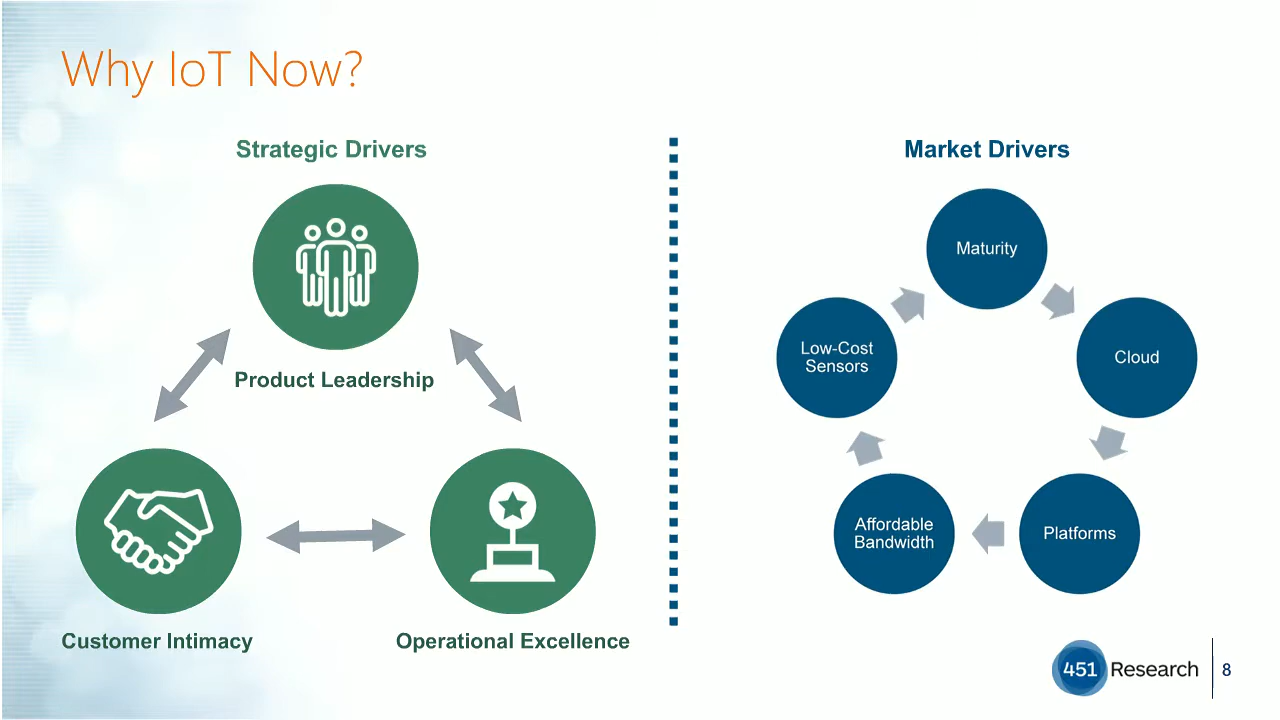 Why IoT Now?
Strategic Drivers
Product Leadership
Customer Intimacy
Operational Excellence
Market Drivers
Maturity
Cloud
Platforms
Affordable
Bandwidth
Low-Cost
Sensors
451 Research
8